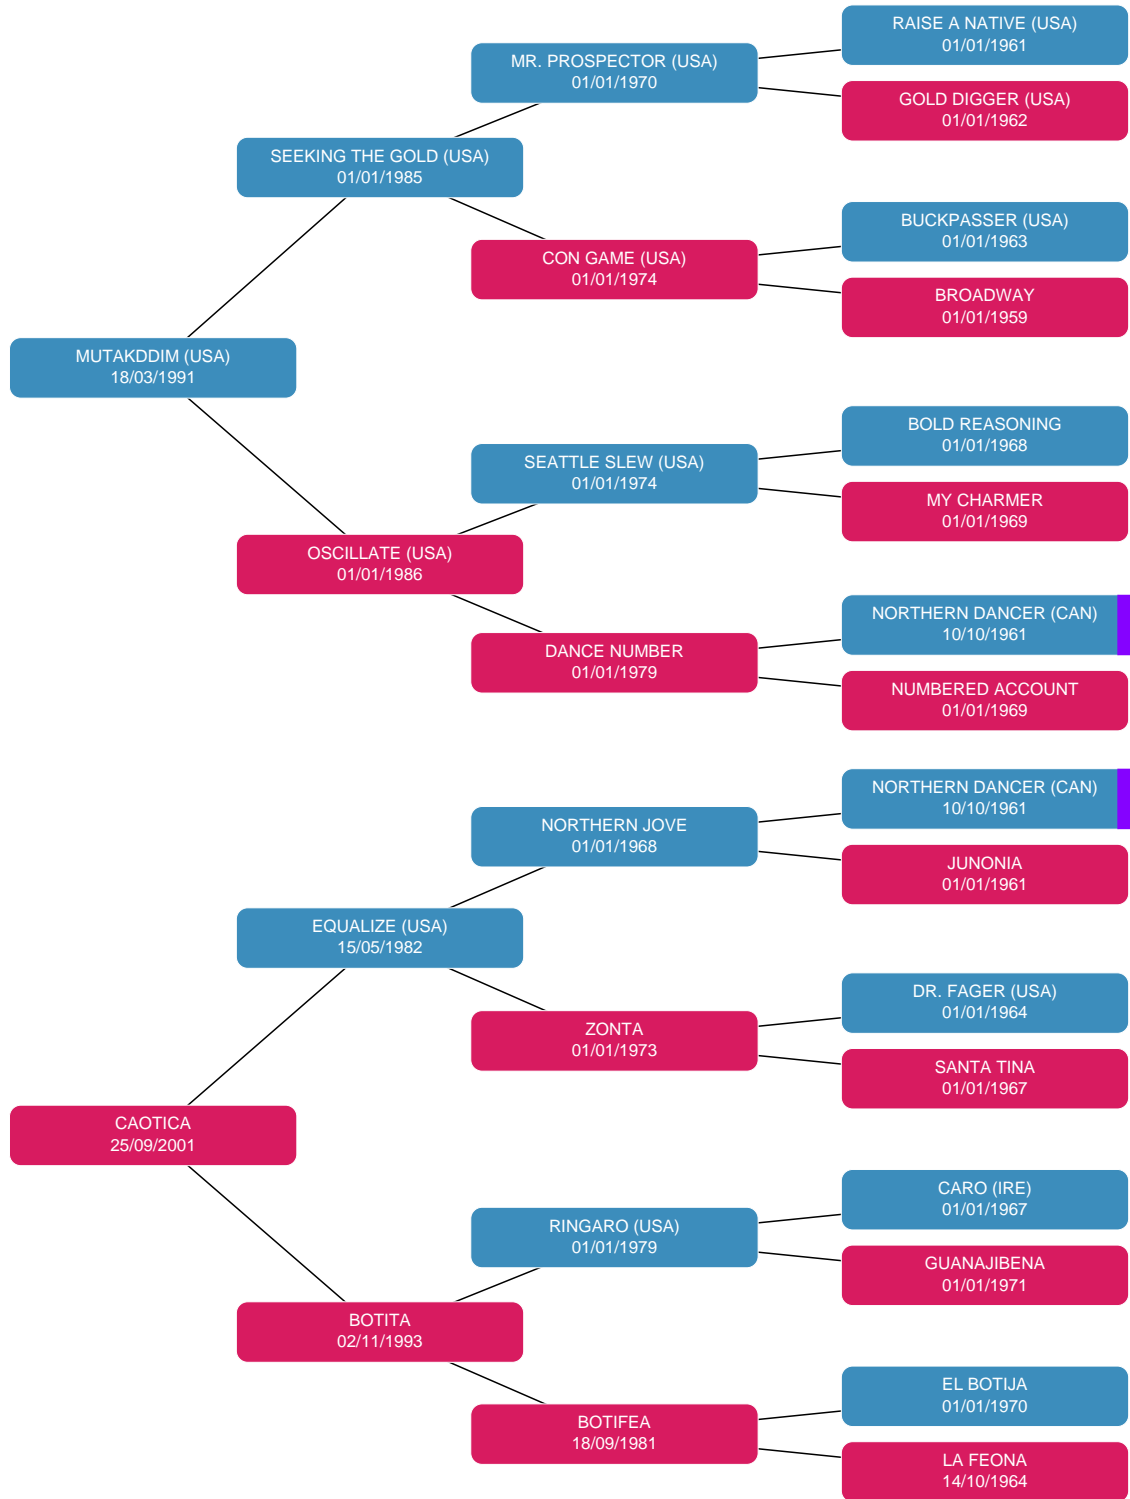 RAISE A NATIVE (USA)
01/01/1961
MR. PROSPECTOR (USA)
01/01/1970
GOLD DIGGER (USA)
01/01/1962
SEEKING THE GOLD (USA)
01/01/1985
BUCKPASSER (USA)
01/01/1963
CON GAME (USA)
01/01/1974
BROADWAY
01/01/1959
MUTAKDDIM (USA)
18/03/1991
BOLD REASONING
01/01/1968
SEATTLE SLEW (USA)
01/01/1974
MY CHARMER
01/01/1969
OSCILLATE (USA)
01/01/1986
NORTHERN DANCER (CAN)
10/10/1961
DANCE NUMBER
01/01/1979
NUMBERED ACCOUNT
01/01/1969
NORTHERN DANCER (CAN)
10/10/1961
NORTHERN JOVE
01/01/1968
JUNONIA
01/01/1961
EQUALIZE (USA)
15/05/1982
DR. FAGER (USA)
01/01/1964
ZONTA
01/01/1973
SANTA TINA
01/01/1967
CAOTICA
25/09/2001
CARO (IRE)
01/01/1967
RINGARO (USA)
01/01/1979
GUANAJIBENA
01/01/1971
BOTITA
02/11/1993
EL BOTIJA
01/01/1970
BOTIFEA
18/09/1981
LA FEONA
14/10/1964